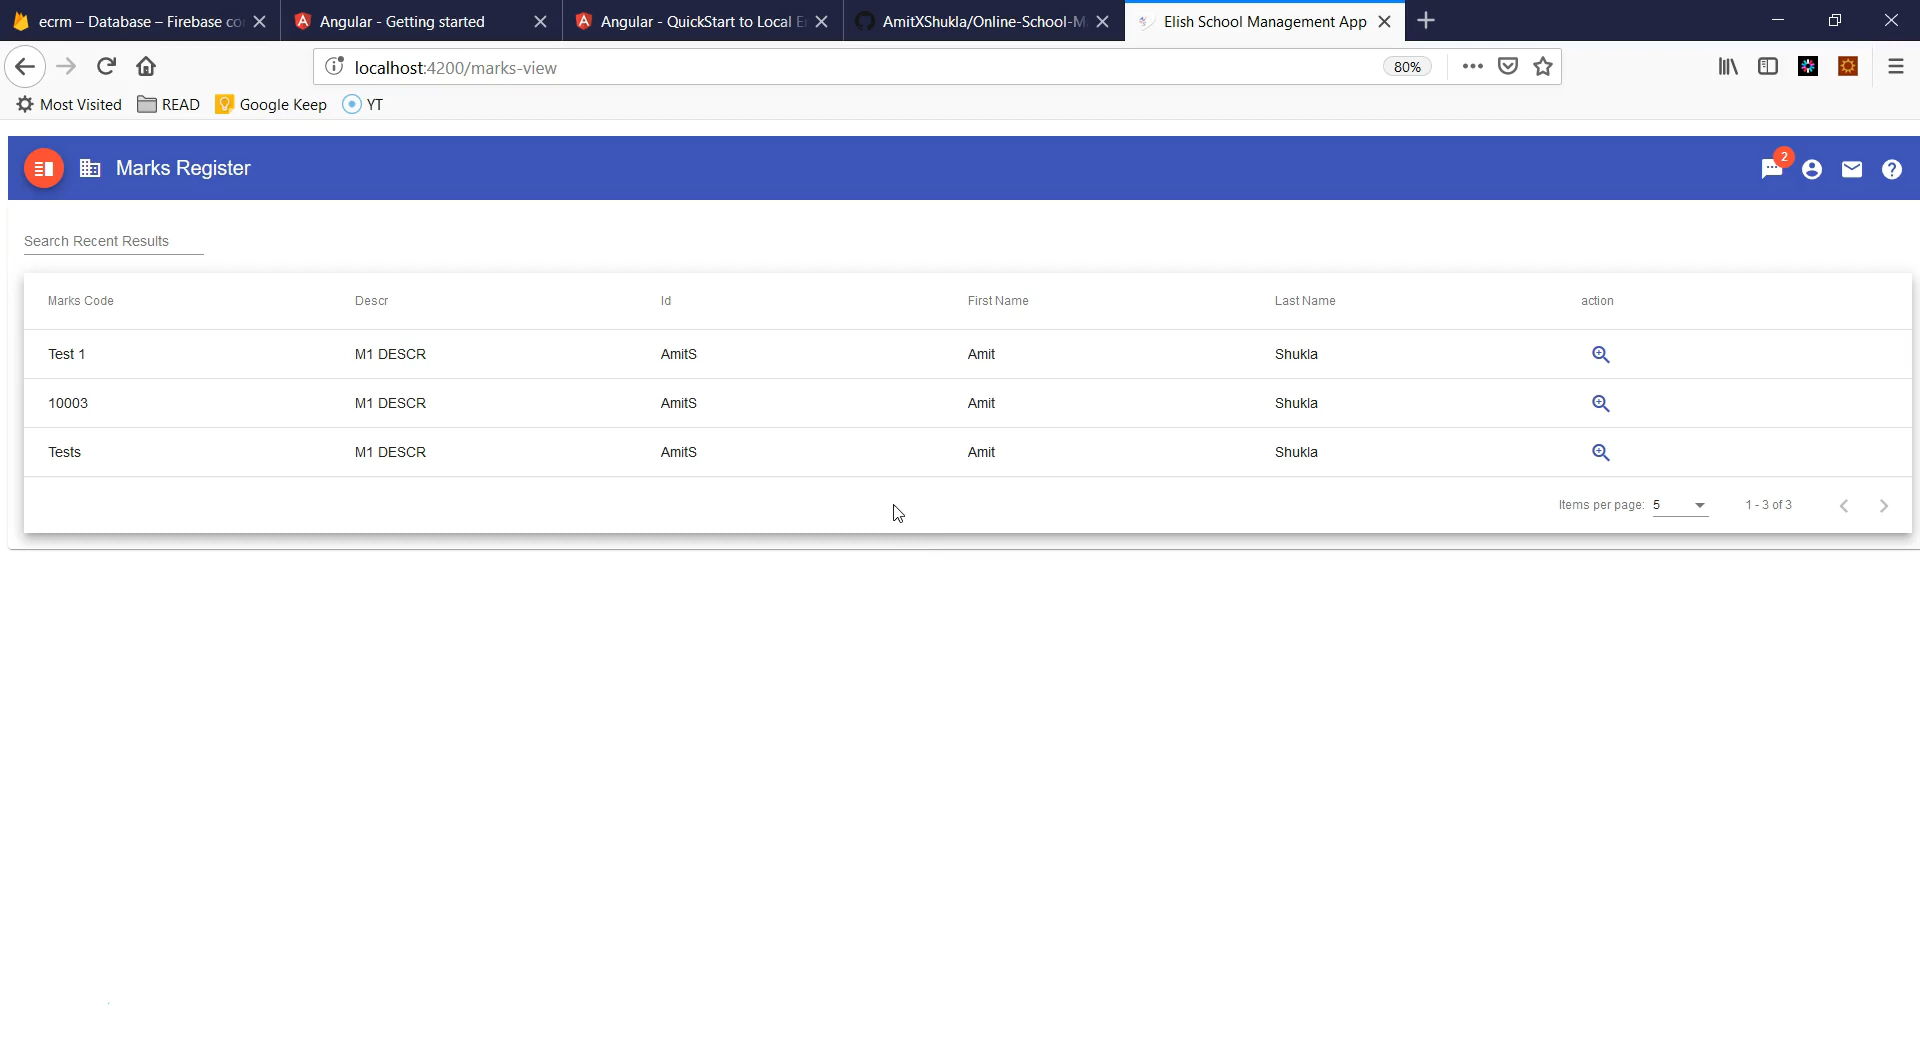 ecrm – Database – Firebase co
Angular - Getting started
Angular - QuickStart to Local E
AmitXShukla/Online-School-M
Elish School Management App
localhost:4200/marks-view
80%
Most Visited
READ
Google Keep
YT
Marks Register
2
Search Recent Results
Marks Code Descr Id First Name Last Name action
Test 1 M1 DESCR AmitS Amit Shukla
10003 M1 DESCR AmitS Amit Shukla
Tests M1 DESCR AmitS Amit Shukla
Items per page: 5 1 - 3 of 3